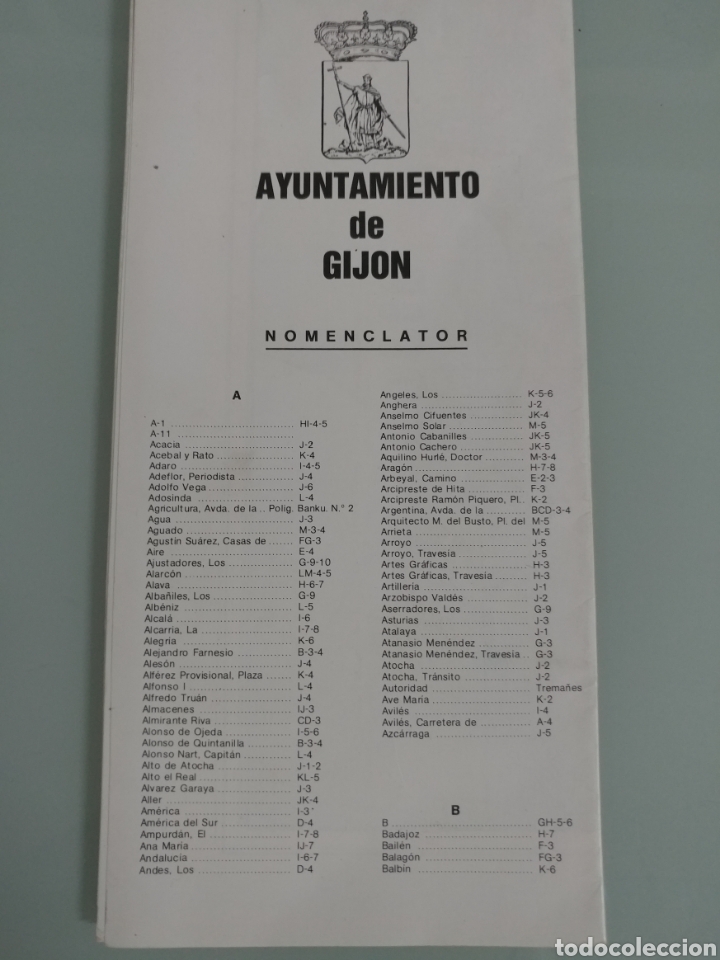 AYUNTAMIENTO
de
GIJON
NOMENCLATOR
A
A-1 ........ HI-4-5
A-11 ........
Acacia ........ J-2
Acebal y Rato ........ K-4
Adaro ........ I-4-5
Adeflor, Periodista ........ J-4
Adolfo Vega ........ J-6
Adosinda ........ L-4
Agricultura, Avda. de la .. Polig. Banku. N.° 2
Agua ........ J-3
Aguado ........ M-3-4
Agustín Suárez, Casas de ...... FG-3
Aire ........ E-4
Ajustadores, Los ........ G-9-10
Alarcón ........ LM-4-5
Alava ........ H-6-7
Albañiles, Los ........ G-9
Albéniz ........ L-5
Alcalá ........ I-6
Alcarria, La ........ I-7-8
Alegría ........ K-6
Alejandro Farnesio ........ B-3-4
Alesón ........ J-4
Alférez Provisional, Plaza ...... K-4
Alfonso I ........ L-4
Alfredo Truán ........ J-4
Almacenes ........ IJ-3
Almirante Riva ........ CD-3
Alonso de Ojeda ........ I-5-6
Alonso de Quintanilla ........ B-3-4
Alonso Nart, Capitán ........ L-4
Alto de Atocha ........ J-1-2
Alto el Real ........ KL-5
Alvarez Garaya ........ J-3
Aller ........ JK-4
América ........ I-3
América del Sur ........ D-4
Ampurdán, El ........ I-7-8
Ana María ........ IJ-7
Andalucía ........ I-6-7
Andes, Los ........ D-4
Angeles, Los ........ K-5-6
Anghera ........ J-2
Anselmo Cifuentes ........ JK-4
Anselmo Solar ........ M-5
Antonio Cabanilles ........ JK-5
Antonio Cachero ........ JK-5
Aquilino Hurlé, Doctor ........ M-3-4
Aragón ........ H-7-8
Arbeyal, Camino ........ E-2-3
Arcipreste de Hita ........ F-3
Arcipreste Ramón Piquero, Pl.. K-2
Argentina, Avda. de la ........ BCD-3-4
Arquitecto M. del Busto, Pl. del M-5
Arrieta ........ M-5
Arroyo ........ J-5
Arroyo, Travesía ........ J-5
Artes Gráficas ........ H-3
Artes Gráficas, Travesía ........ H-3
Artillería ........ J-1
Arzobispo Valdés ........ J-2
Aserradores, Los ........ G-9
Asturias ........ J-3
Atalaya ........ J-1
Atanasio Menéndez ........ G-3
Atanasio Menéndez, Travesía .. G-3
Atocha ........ J-2
Atocha, Tránsito ........ J-2
Autoridad ........ Tremañes
Ave María ........ K-2
Avilés ........ I-4
Avilés, Carretera de ........ A-4
Azcárraga ........ J-5
B
B ........ GH-5-6
Badajoz ........ H-7
Bailén ........ F-3
Balagón ........ FG-3
Balbín ........ K-6
todocoleccion